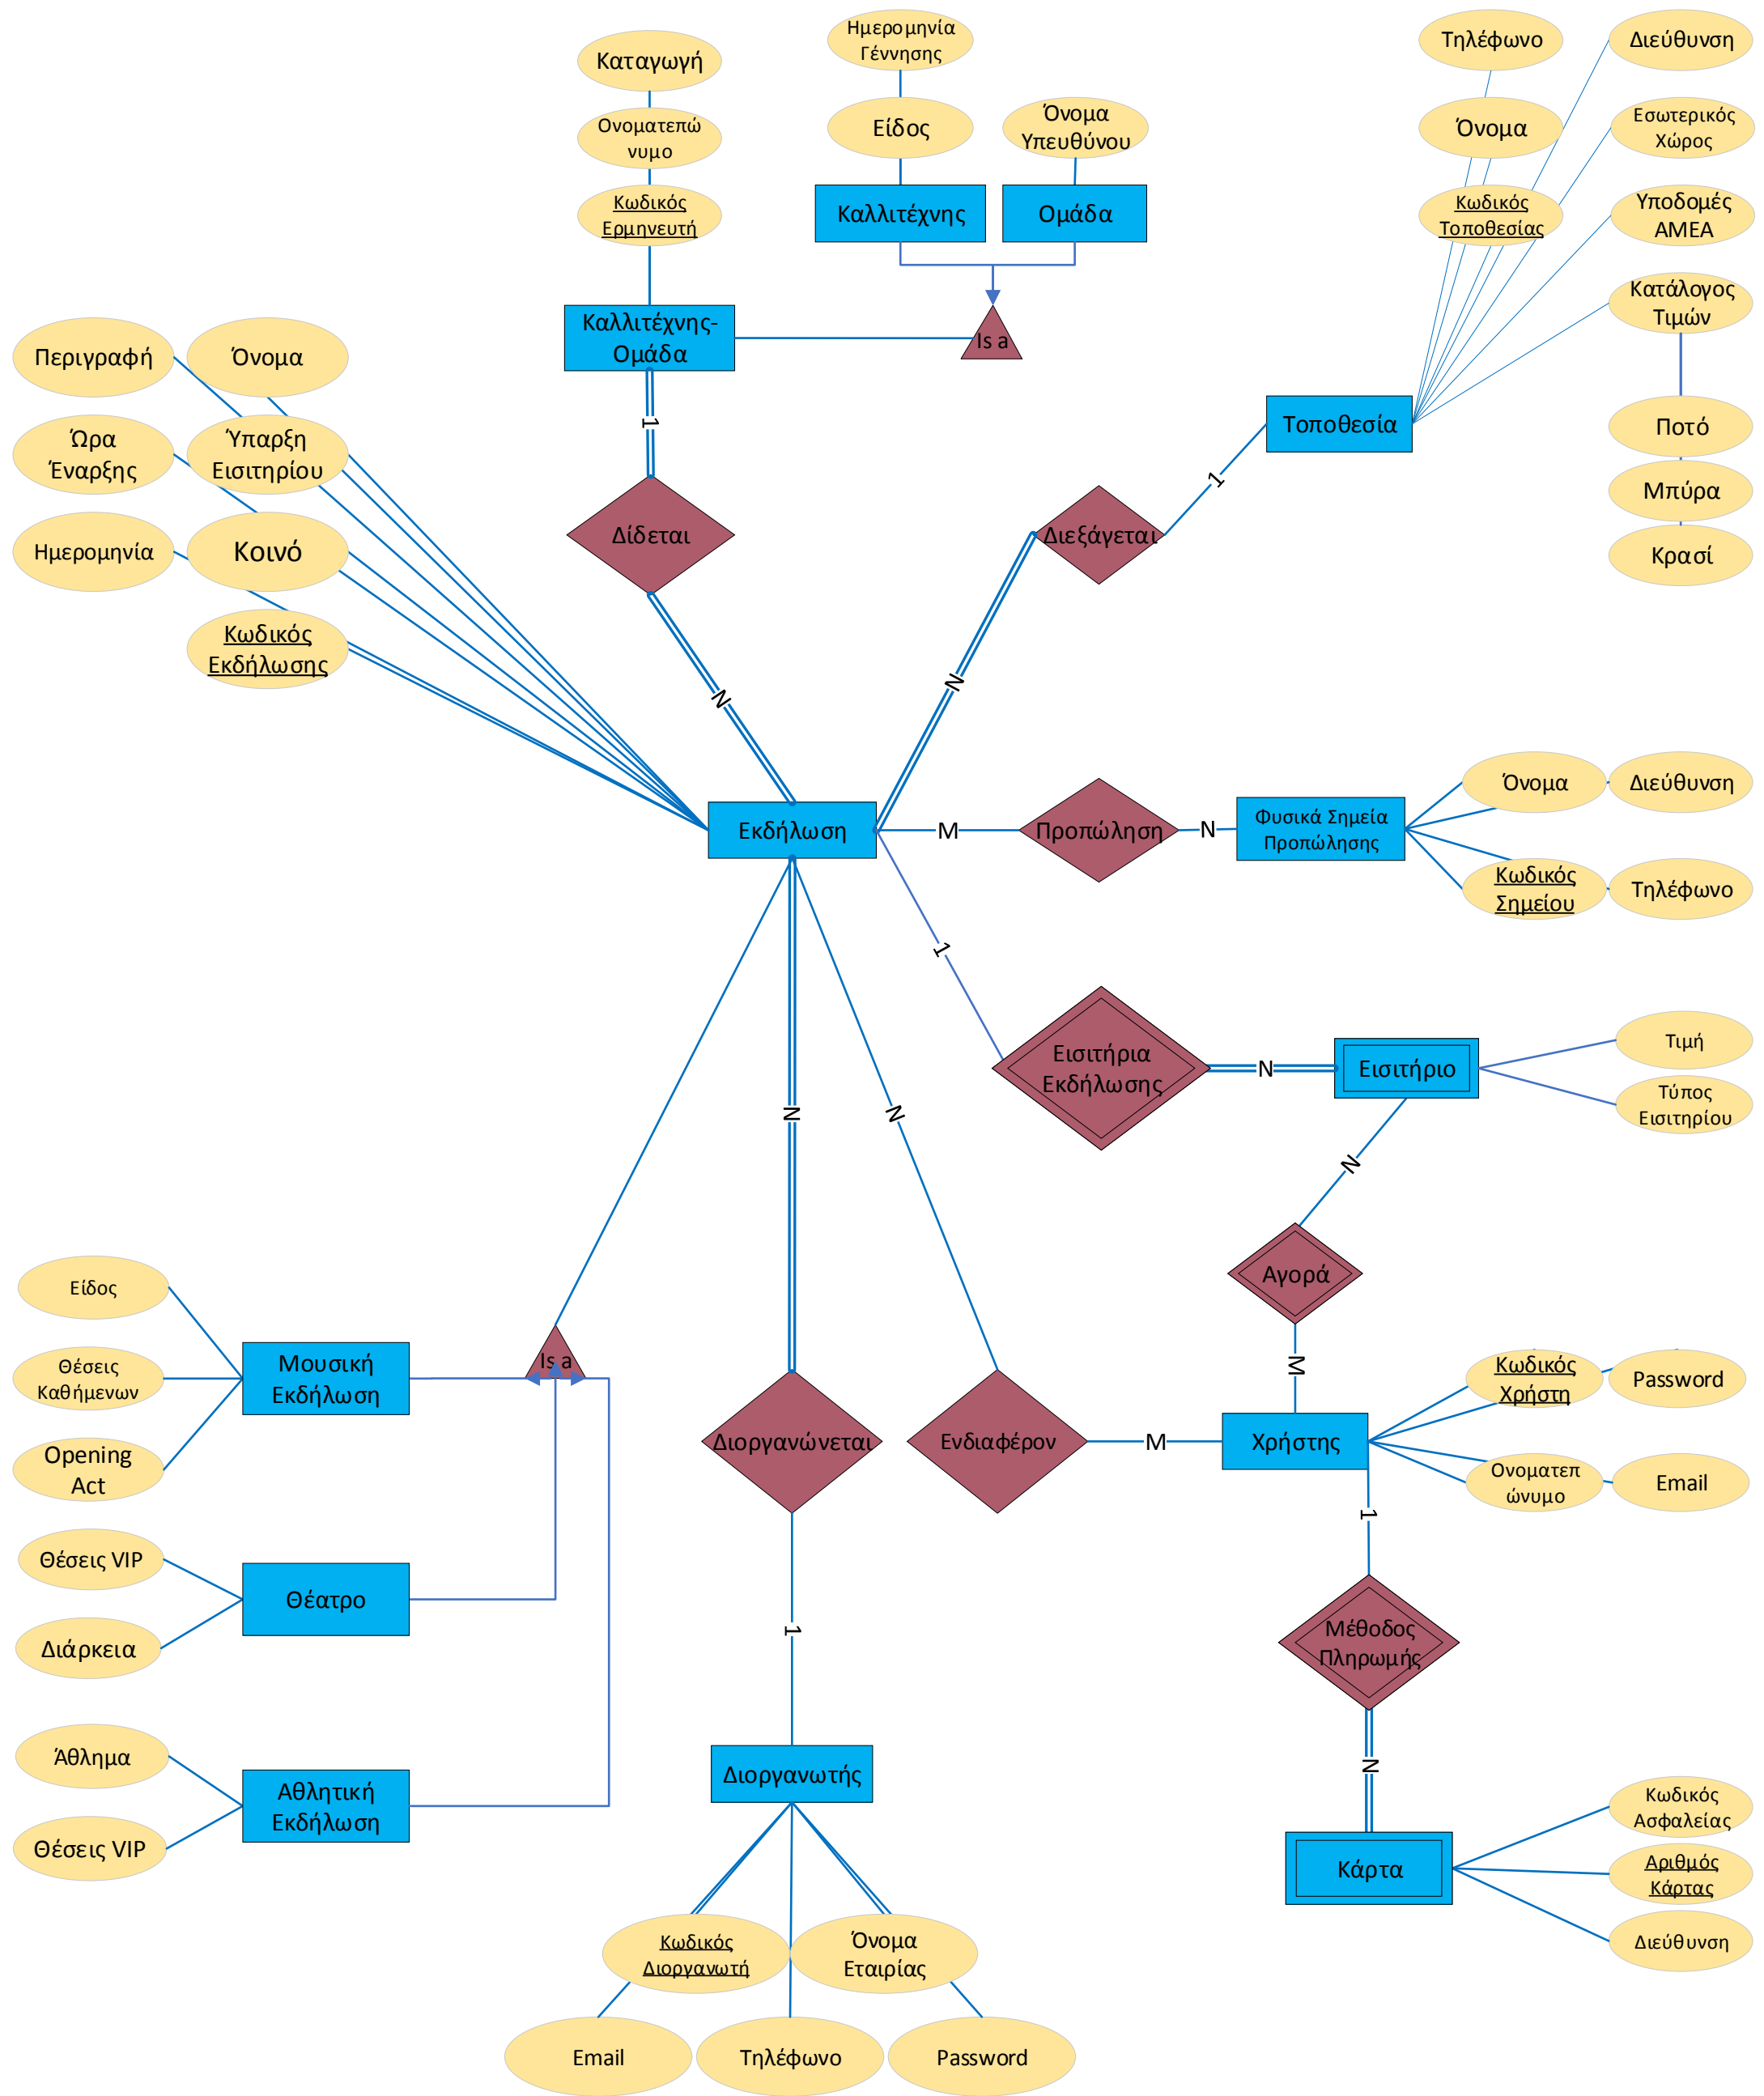 Ημερομηνία
Γέννησης
Τηλέφωνο
Διεύθυνση
Καταγωγή
Είδος
Όνομα
Υπευθύνου
Όνομα
Εσωτερικός
Χώρος
Ονοματεπώ
νυμο
Κωδικός
Ερμηνευτή
Καλλιτέχνης
Ομάδα
Κωδικός
Τοποθεσίας
Υποδομές
ΑΜΕΑ
Κατάλογος
Τιμών
Καλλιτέχνης-
Ομάδα
Is a
Περιγραφή
Όνομα
1
Τοποθεσία
Ποτό
Ώρα
Έναρξης
Ύπαρξη
Εισιτηρίου
1
Μπύρα
Δίδεται
Διεξάγεται
Ημερομηνία
Κοινό
Κρασί
Κωδικός
Εκδήλωσης
N
N
Όνομα
Διεύθυνση
Εκδήλωση
M
Προπώληση
N
Φυσικά Σημεία
Προπώλησης
Κωδικός
Σημείου
Τηλέφωνο
1
Εισιτήρια
Εκδήλωσης
N
Εισιτήριο
Τιμή
Τύπος
Εισιτηρίου
N
N
N
Αγορά
Είδος
Μουσική
Εκδήλωση
Is a
M
Θέσεις
Καθήμενων
Κωδικός
Χρήστη
Password
Διοργανώνεται
Ενδιαφέρον
M
Χρήστης
Opening
Act
Ονοματεπ
ώνυμο
Email
1
Θέσεις VIP
Θέατρο
Διάρκεια
1
Μέθοδος
Πληρωμής
Άθλημα
N
Διοργανωτής
Αθλητική
Εκδήλωση
Θέσεις VIP
Κωδικός
Ασφαλείας
Κάρτα
Αριθμός
Κάρτας
Διεύθυνση
Κωδικός
Διοργανωτή
Όνομα
Εταιρίας
Email
Τηλέφωνο
Password